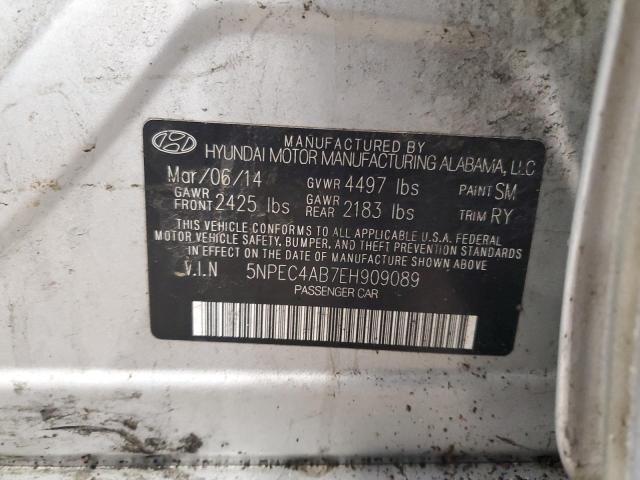 MANUFACTURED BY
HYUNDAI MOTOR MANUFACTURING ALABAMA, LLC
Mar/06/14 GVWR 4497 lbs PAINT SM
GAWR FRONT 2425 lbs GAWR REAR 2183 lbs TRIM RY
THIS VEHICLE CONFORMS TO ALL APPLICABLE U.S.A. FEDERAL
MOTOR VEHICLE SAFETY, BUMPER, AND THEFT PREVENTION STANDARDS
IN EFFECT ON THE DATE OF MANUFACTURE SHOWN ABOVE.
V.I.N 5NPEC4AB7EH909089
PASSENGER CAR